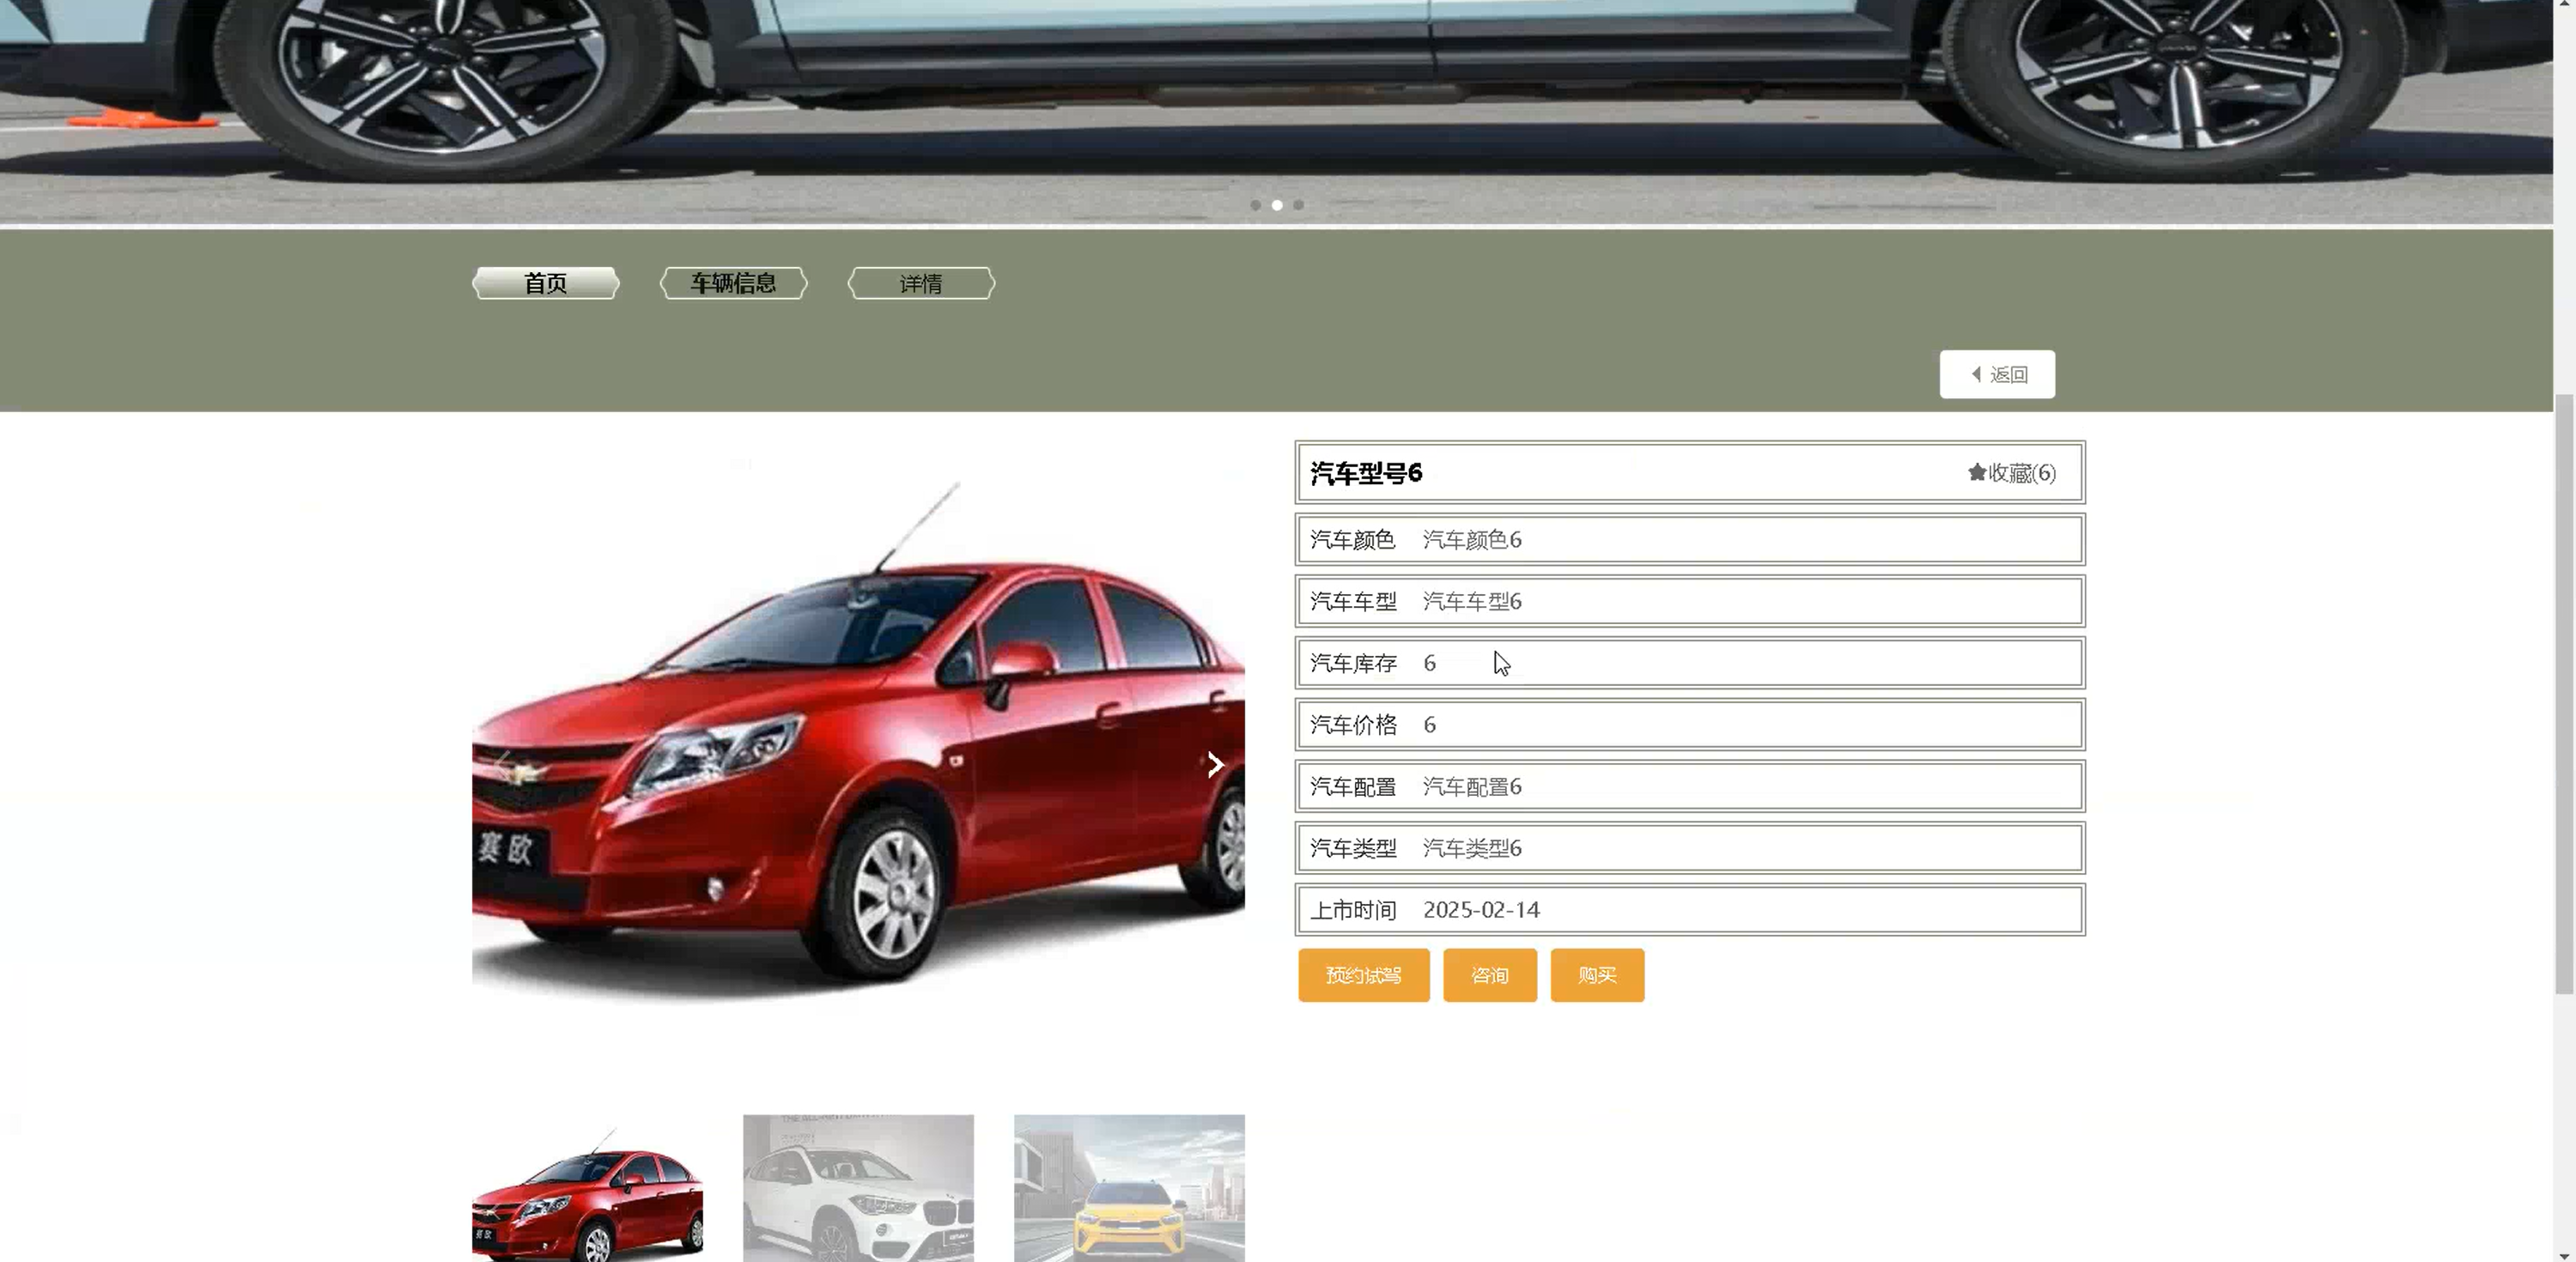 首页
车辆信息
详情
返回
汽车型号6
收藏(6)
汽车颜色 汽车颜色6
汽车车型 汽车车型6
汽车库存 6
汽车价格 6
汽车配置 汽车配置6
汽车类型 汽车类型6
上市时间 2025-02-14
预约试驾 咨询 购买
赛欧
赛欧